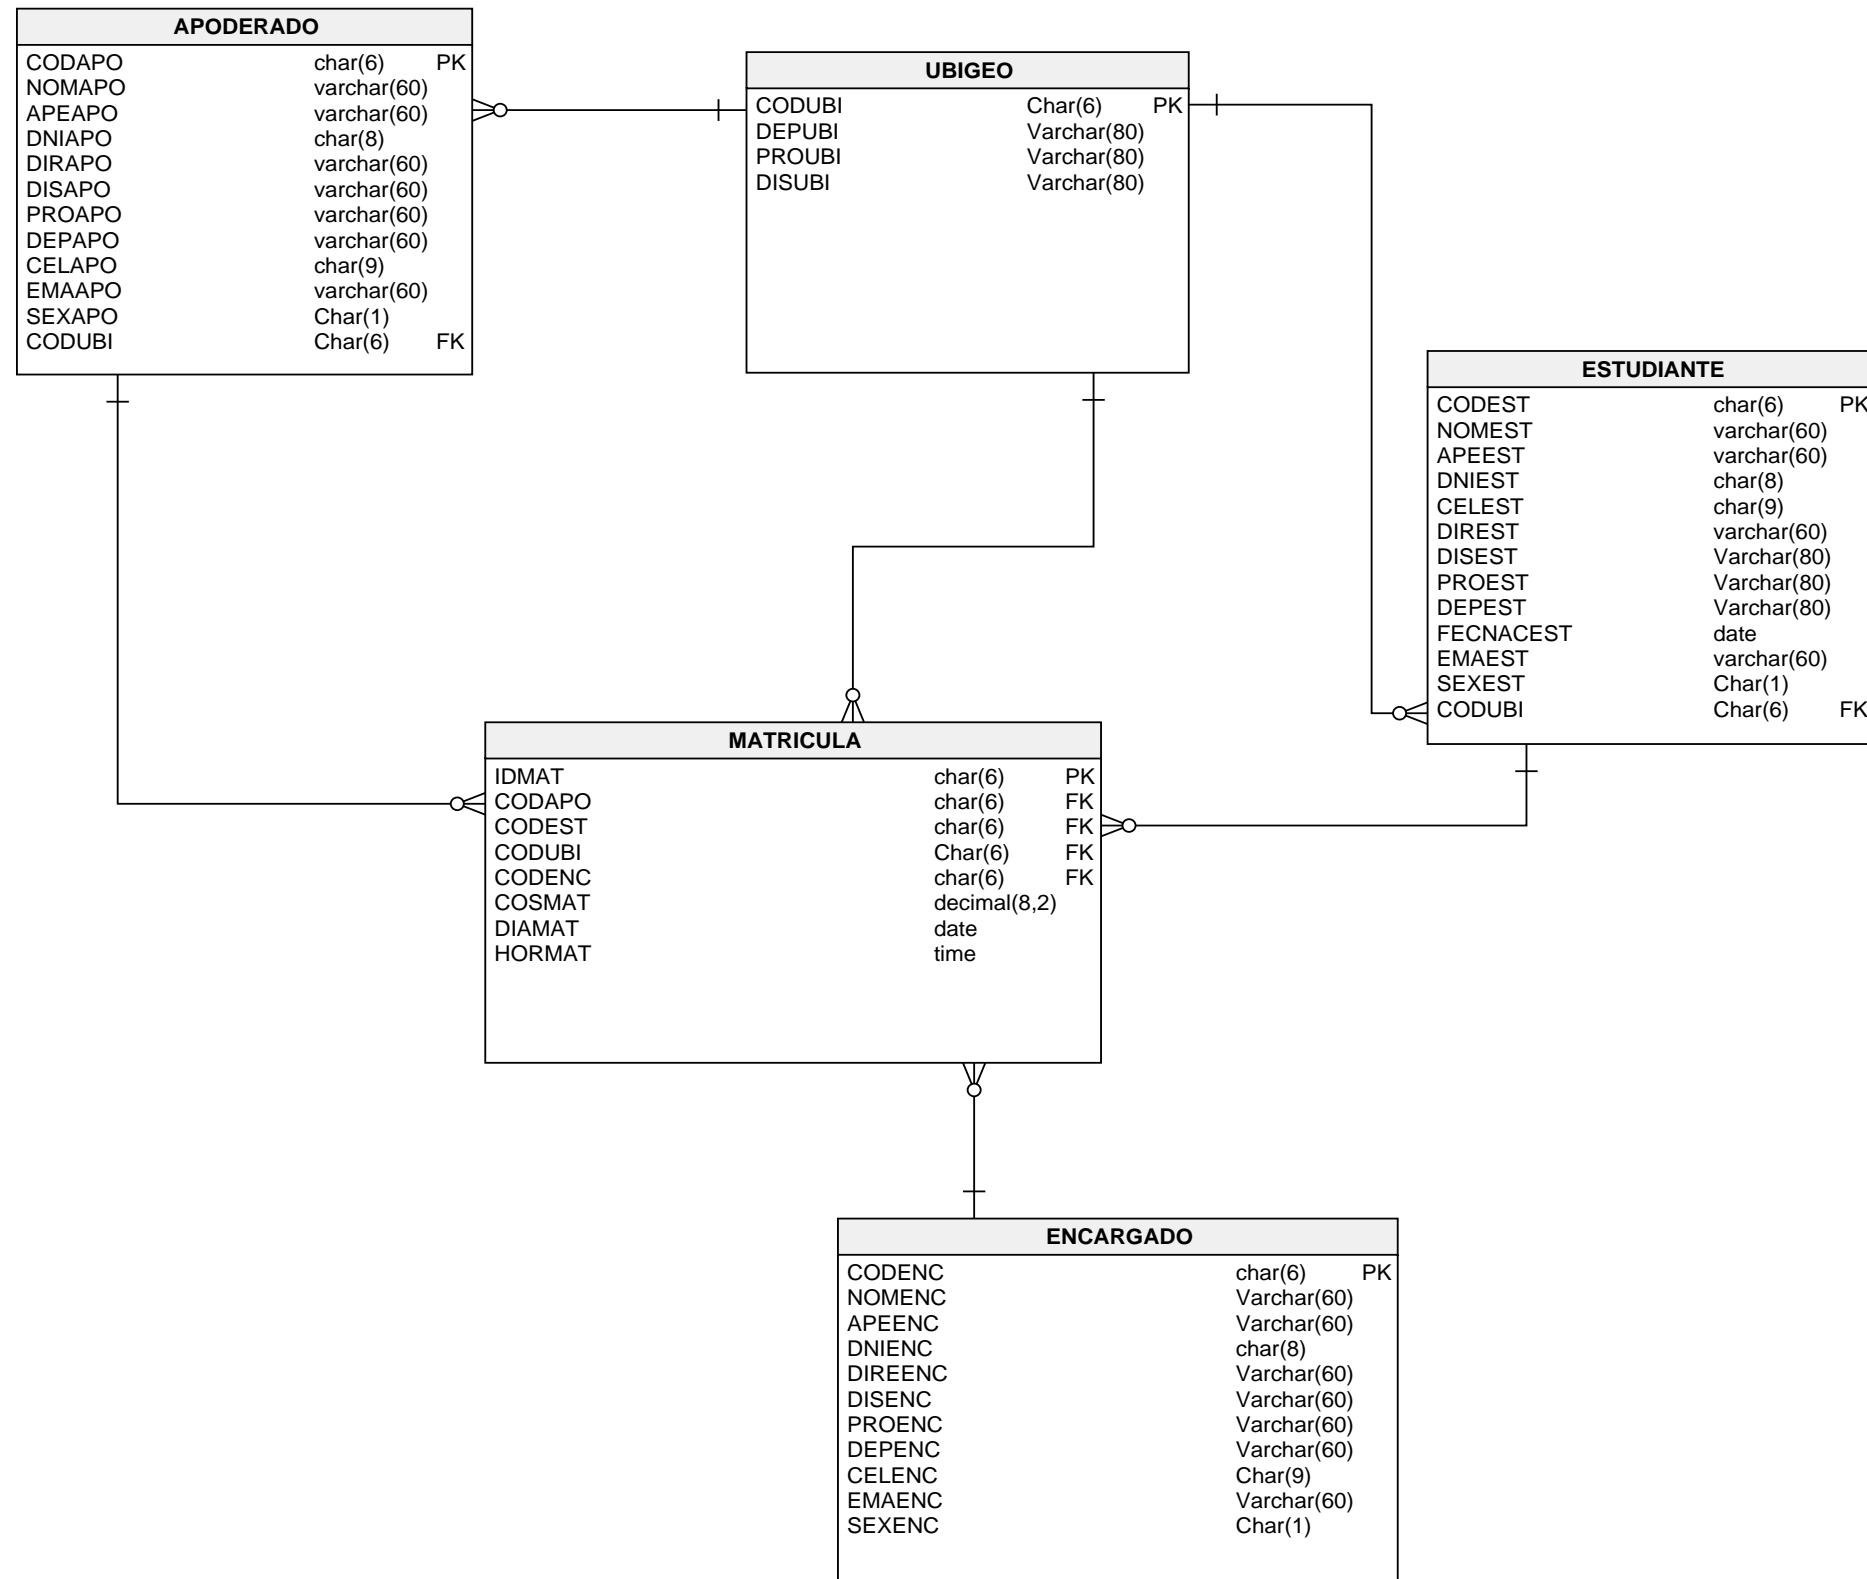 APODERADO
CODAPO char(6) PK
NOMAPO varchar(60)
APEAPO varchar(60)
DNIAPO char(8)
DIRAPO varchar(60)
DISAPO varchar(60)
PROAPO varchar(60)
DEPAPO varchar(60)
CELAPO char(9)
EMAAPO varchar(60)
SEXAPO Char(1)
CODUBI Char(6) FK
UBIGEO
CODUBI Char(6) PK
DEPUBI Varchar(80)
PROUBI Varchar(80)
DISUBI Varchar(80)
ESTUDIANTE
CODEST char(6) PK
NOMEST varchar(60)
APEEST varchar(60)
DNIEST char(8)
CELEST char(9)
DIREST varchar(60)
DISEST Varchar(80)
PROEST Varchar(80)
DEPEST Varchar(80)
FECNACEST date
EMAEST varchar(60)
SEXEST Char(1)
CODUBI Char(6) FK
MATRICULA
IDMAT char(6) PK
CODAPO char(6) FK
CODEST char(6) FK
CODUBI Char(6) FK
CODENC char(6) FK
COSMAT decimal(8,2)
DIAMAT date
HORMAT time
ENCARGADO
CODENC char(6) PK
NOMENC Varchar(60)
APEENC Varchar(60)
DNIENC char(8)
DIREENC Varchar(60)
DISENC Varchar(60)
PROENC Varchar(60)
DEPENC Varchar(60)
CELENC Char(9)
EMAENC Varchar(60)
SEXENC Char(1)